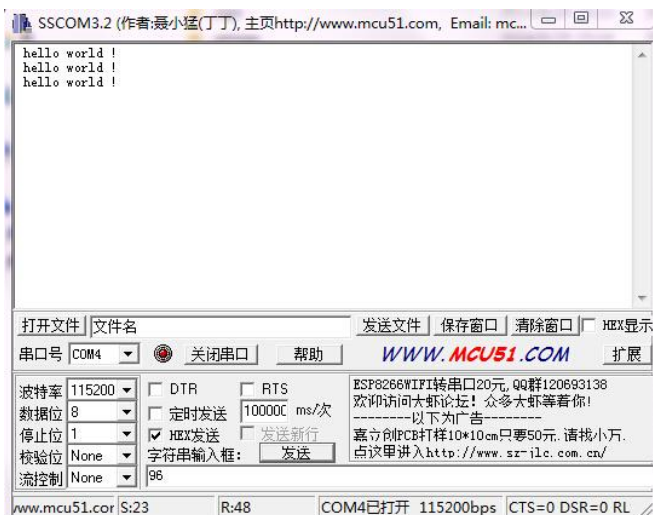 SSCOM3.2 (作者:聂小猛(丁丁), 主页http://www.mcu51.com, Email: mc...
hello world !
hello world !
hello world !
打开文件 文件名 发送文件 保存窗口 清除窗口 HEX显示
串口号 COM4 关闭串口 帮助 WWW.MCU51.COM 扩展
波特率 115200 DTR RTS
数据位 8 定时发送 100000 ms/次
停止位 1 HEX发送 发送新行
校验位 None 字符串输入框: 发送
流控制 None 96
ESP8266WIFI转串口20元,QQ群120693138
欢迎访问大虾论坛! 众多大虾等着你!
--------以下为广告--------
嘉立创PCB打样10*10cm只要50元.请找小万.
点这里进入http://www.sz-jlc.com.cn/
www.mcu51.cor S:23 R:48 COM4已打开 115200bps CTS=0 DSR=0 RL